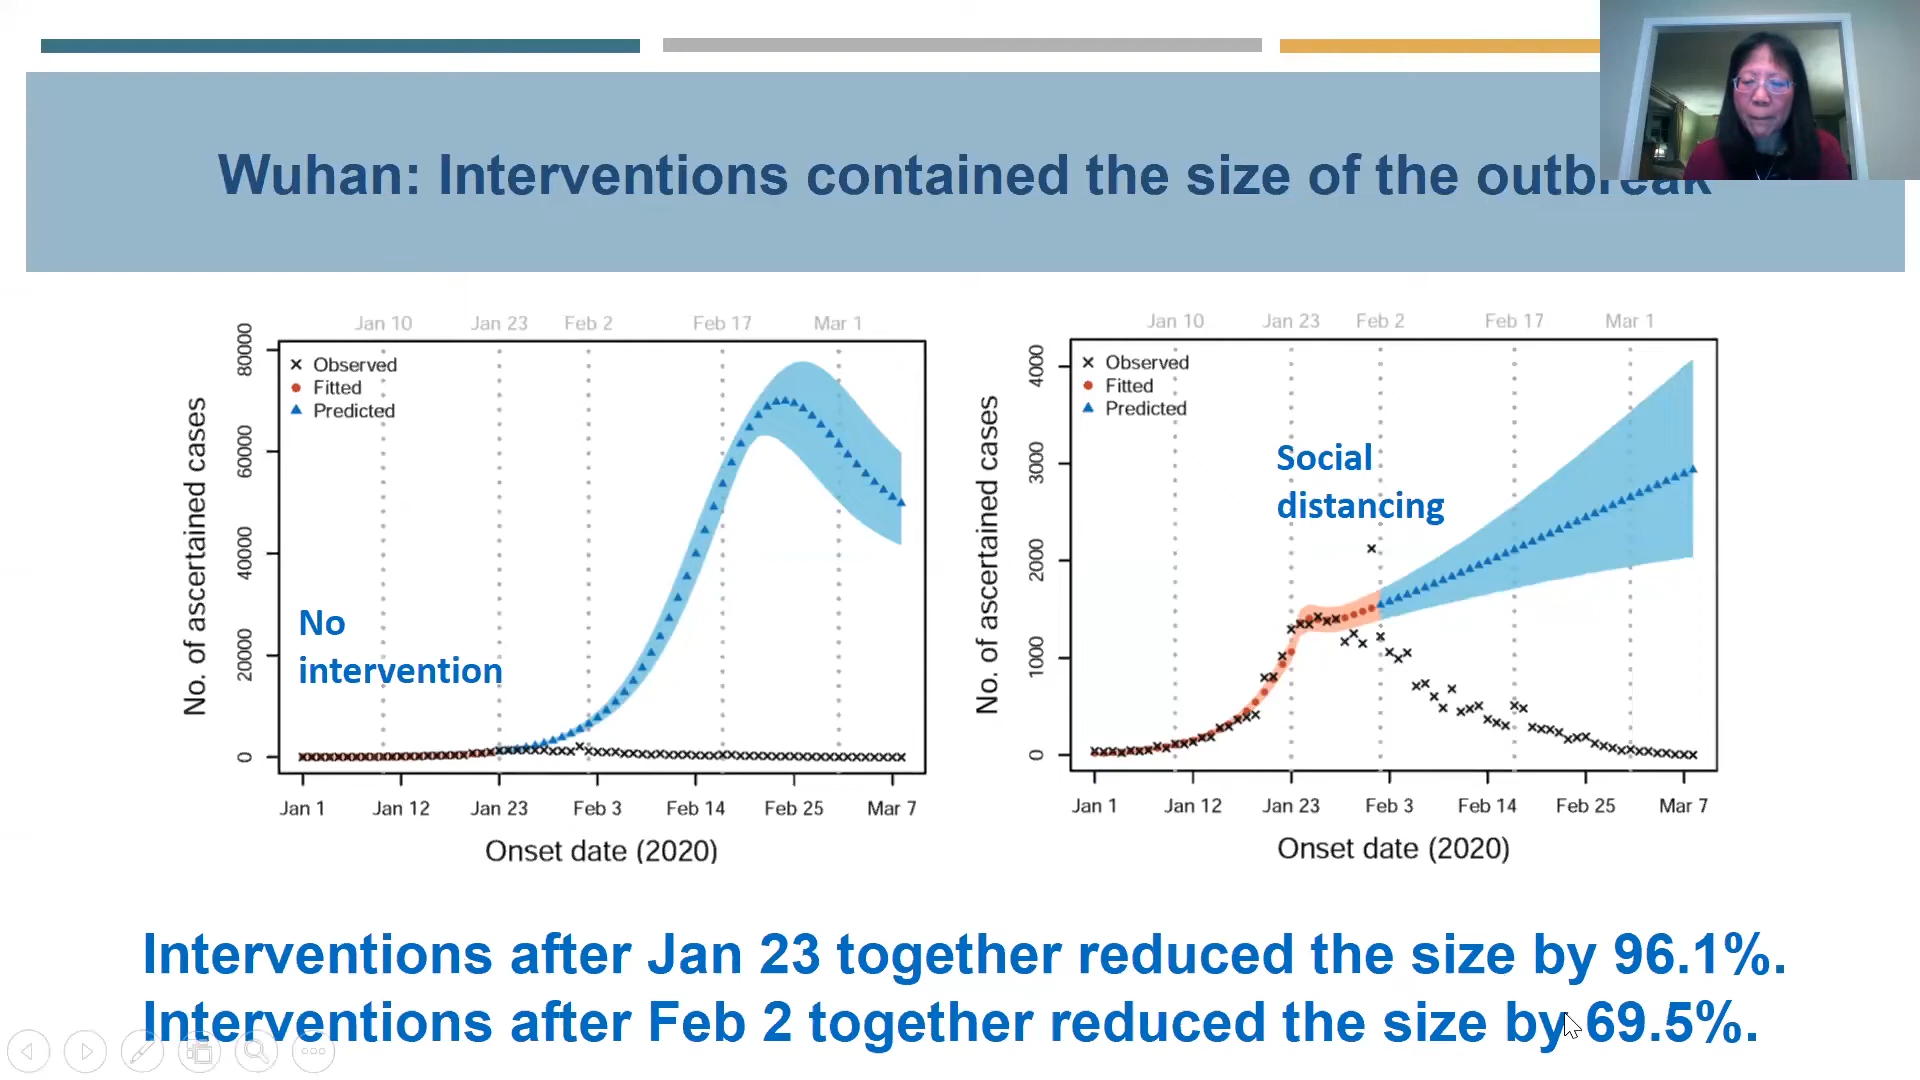 Wuhan: Interventions contained the size of the outbreak
Jan 10 Jan 23 Feb 2 Feb 17 Mar 1
No. of ascertained cases
80000
60000
40000
20000
0
Observed
Fitted
Predicted
No
intervention
Jan 1 Jan 12 Jan 23 Feb 3 Feb 14 Feb 25 Mar 7
Onset date (2020)
Jan 10 Jan 23 Feb 2 Feb 17 Mar 1
No. of ascertained cases
4000
3000
2000
1000
0
Observed
Fitted
Predicted
Social
distancing
Jan 1 Jan 12 Jan 23 Feb 3 Feb 14 Feb 25 Mar 7
Onset date (2020)
Interventions after Jan 23 together reduced the size by 96.1%.
Interventions after Feb 2 together reduced the size by 69.5%.